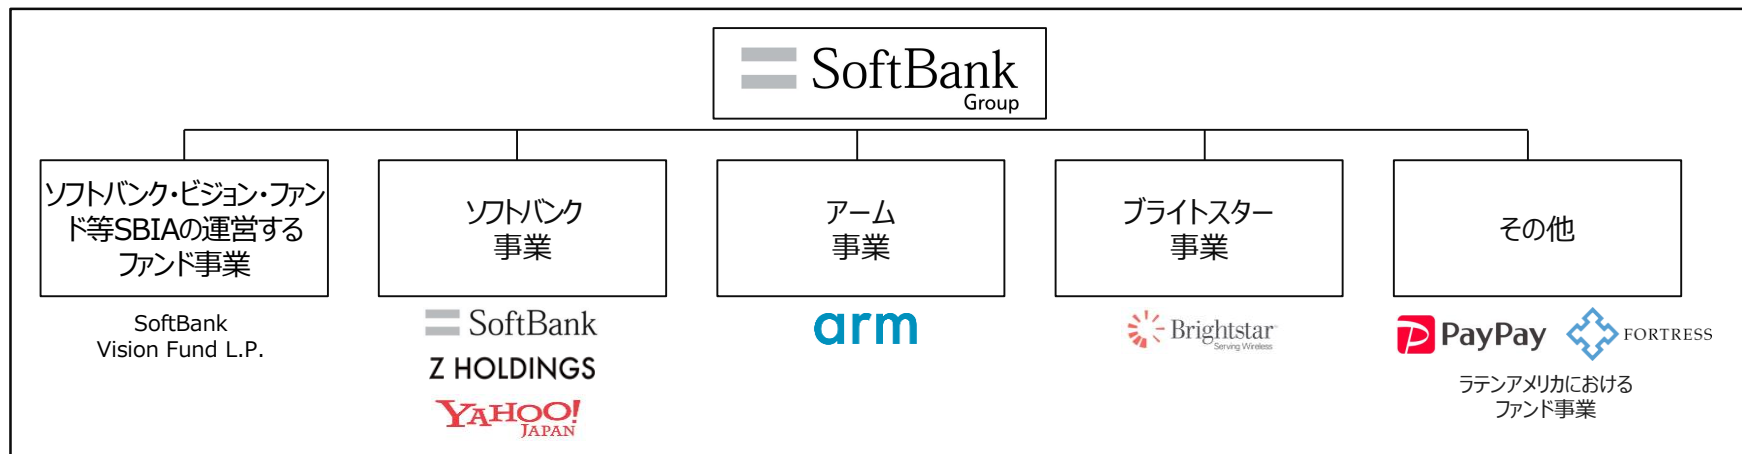 SoftBank
Group
ソフトバンク・ビジョン・ファン
ド等SBIAの運営する
ファンド事業
ソフトバンク
事業
アーム
事業
ブライトスター
事業
その他
SoftBank
Vision Fund L.P.
SoftBank
Z HOLDINGS
YAHOO!
JAPAN
arm
Brightstar
Serving Wireless
PayPay
FORTRESS
ラテンアメリカにおける
ファンド事業